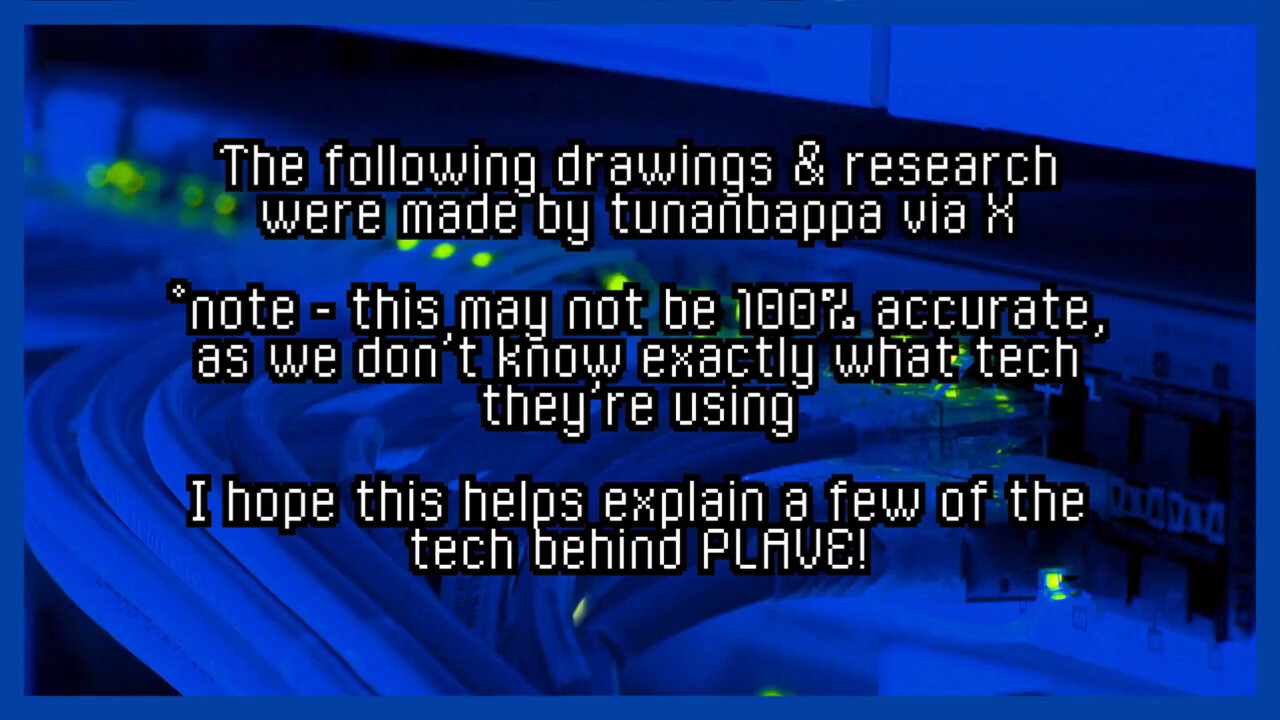 The following drawings & research
were made by tunanbappa via X
*note - this may not be 100% accurate,
as we don't know exactly what tech
they're using
I hope this helps explain a few of the
tech behind PLAVE!